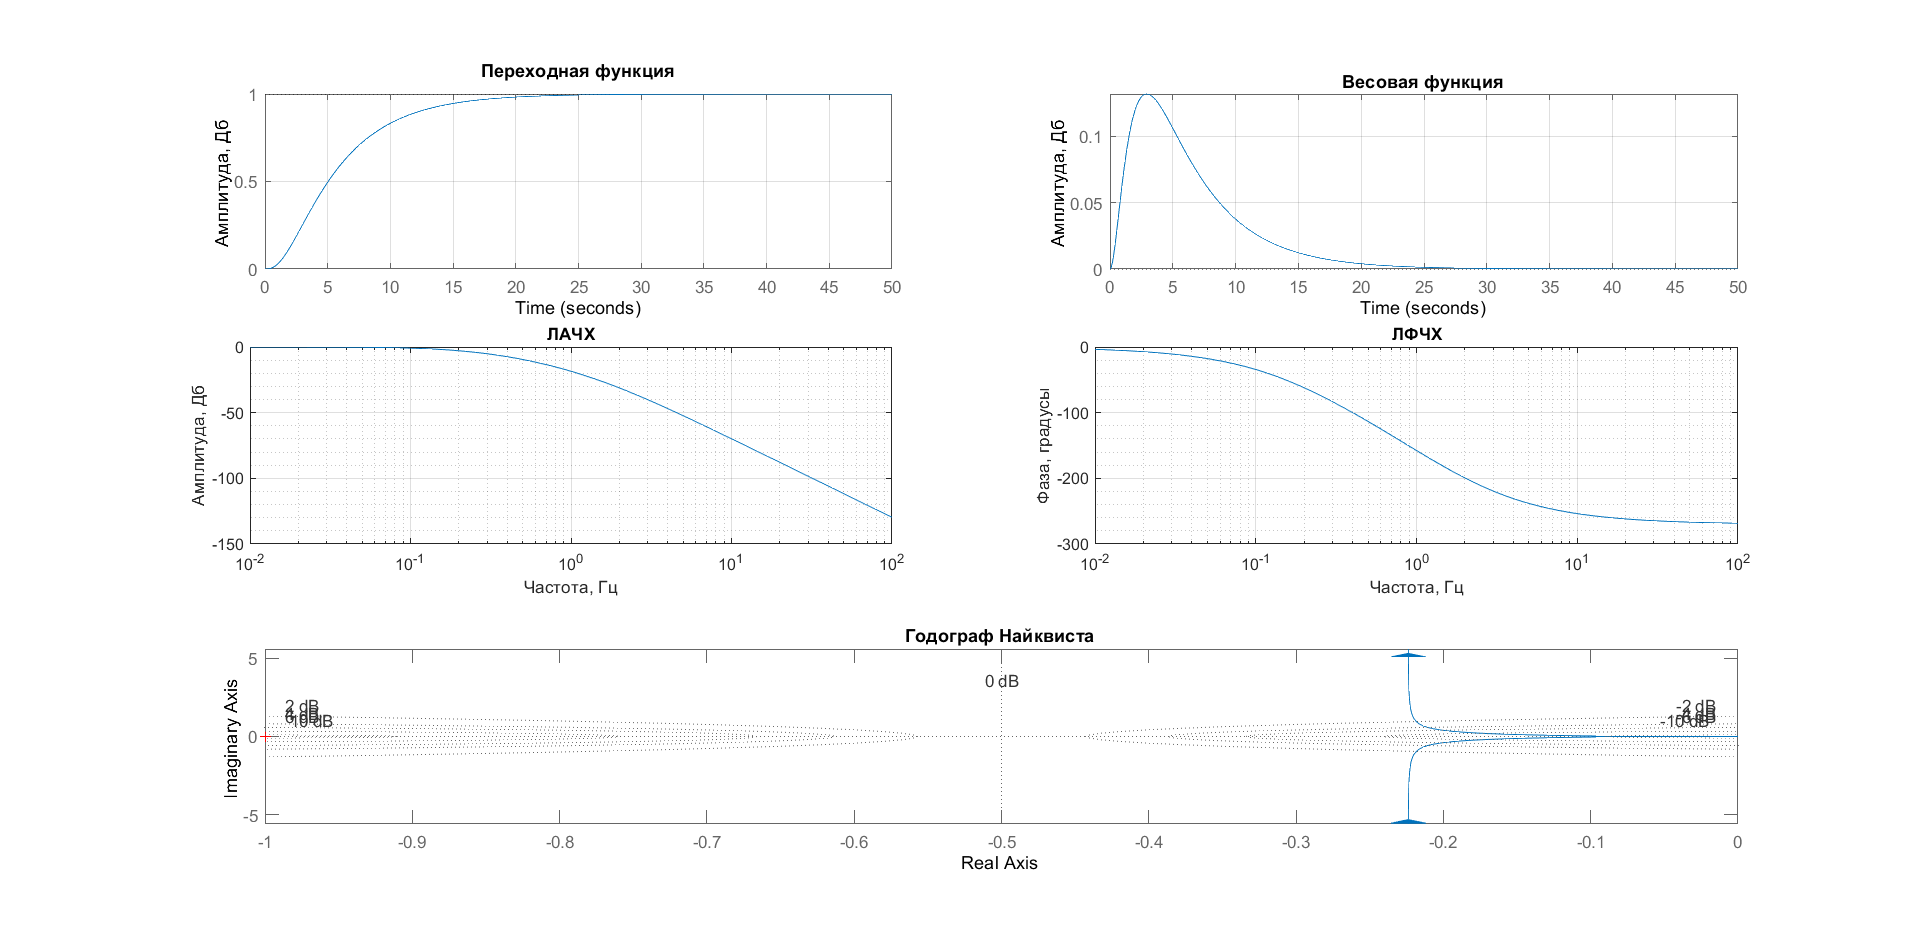 Переходная функция
Амплитуда, Дб
1
0.5
0
0 5 10 15 20 25 30 35 40 45 50
Time (seconds)
Весовая функция
Амплитуда, Дб
0.1
0.05
0
0 5 10 15 20 25 30 35 40 45 50
Time (seconds)
ЛАЧХ
Амплитуда, Дб
0
-50
-100
-150
10-2 10-1 100 101 102
Частота, Гц
ЛФЧХ
Фаза, градусы
0
-100
-200
-300
10-2 10-1 100 101 102
Частота, Гц
Годограф Найквиста
Imaginary Axis
5
0
-5
0 dB
2 dB
10 dB
-2 dB
-10 dB
-1 -0.9 -0.8 -0.7 -0.6 -0.5 -0.4 -0.3 -0.2 -0.1 0
Real Axis